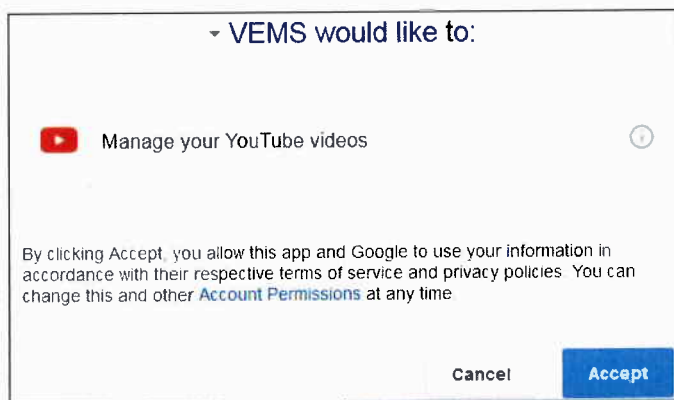 VEMS would like to:
Manage your YouTube videos
By clicking Accept, you allow this app and Google to use your information in
accordance with their respective terms of service and privacy policies. You can
change this and other Account Permissions at any time
Cancel
Accept